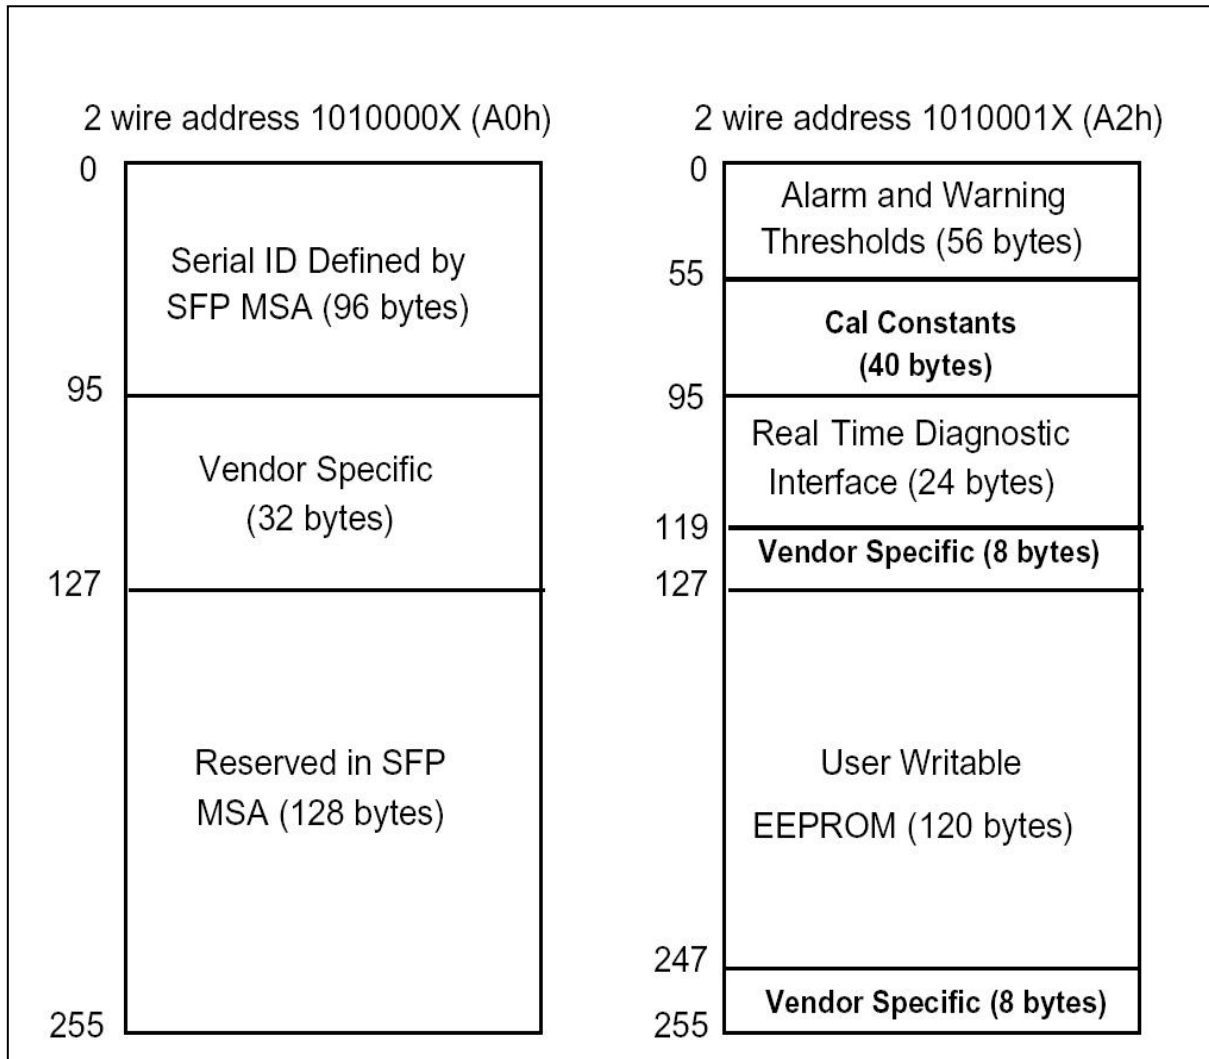 2 wire address 1010000X (A0h)
0
Serial ID Defined by
SFP MSA (96 bytes)
95
Vendor Specific
(32 bytes)
127
Reserved in SFP
MSA (128 bytes)
255
2 wire address 1010001X (A2h)
0
Alarm and Warning
Thresholds (56 bytes)
55
Cal Constants
(40 bytes)
95
Real Time Diagnostic
Interface (24 bytes)
119
Vendor Specific (8 bytes)
127
User Writable
EEPROM (120 bytes)
247
Vendor Specific (8 bytes)
255